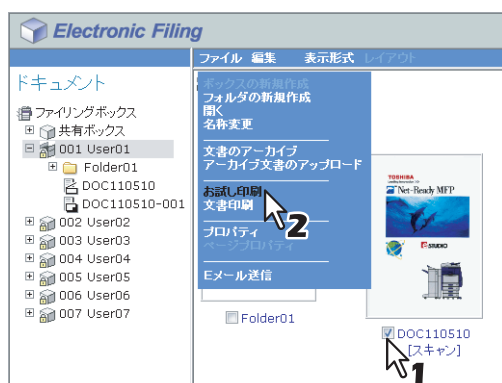 Electronic Filing
ファイル 編集 表示形式 レイアウト
ドキュメント
ファイリングボックス
共有ボックス
001 User01
Folder01
DOC110510
DOC110510-001
002 User02
003 User03
004 User04
005 User05
006 User06
007 User07
ボックスの新規作成
フォルダの新規作成
開く
名称変更
文書のアーカイブ
アーカイブ文書のアップロード
お試し印刷
文書印刷
プロパティ
ページプロパティ
Eメール送信
2
Folder01
TOSHIBA
Net-Ready MFP
e-STUDIO
DOC110510
[スキャン]
1